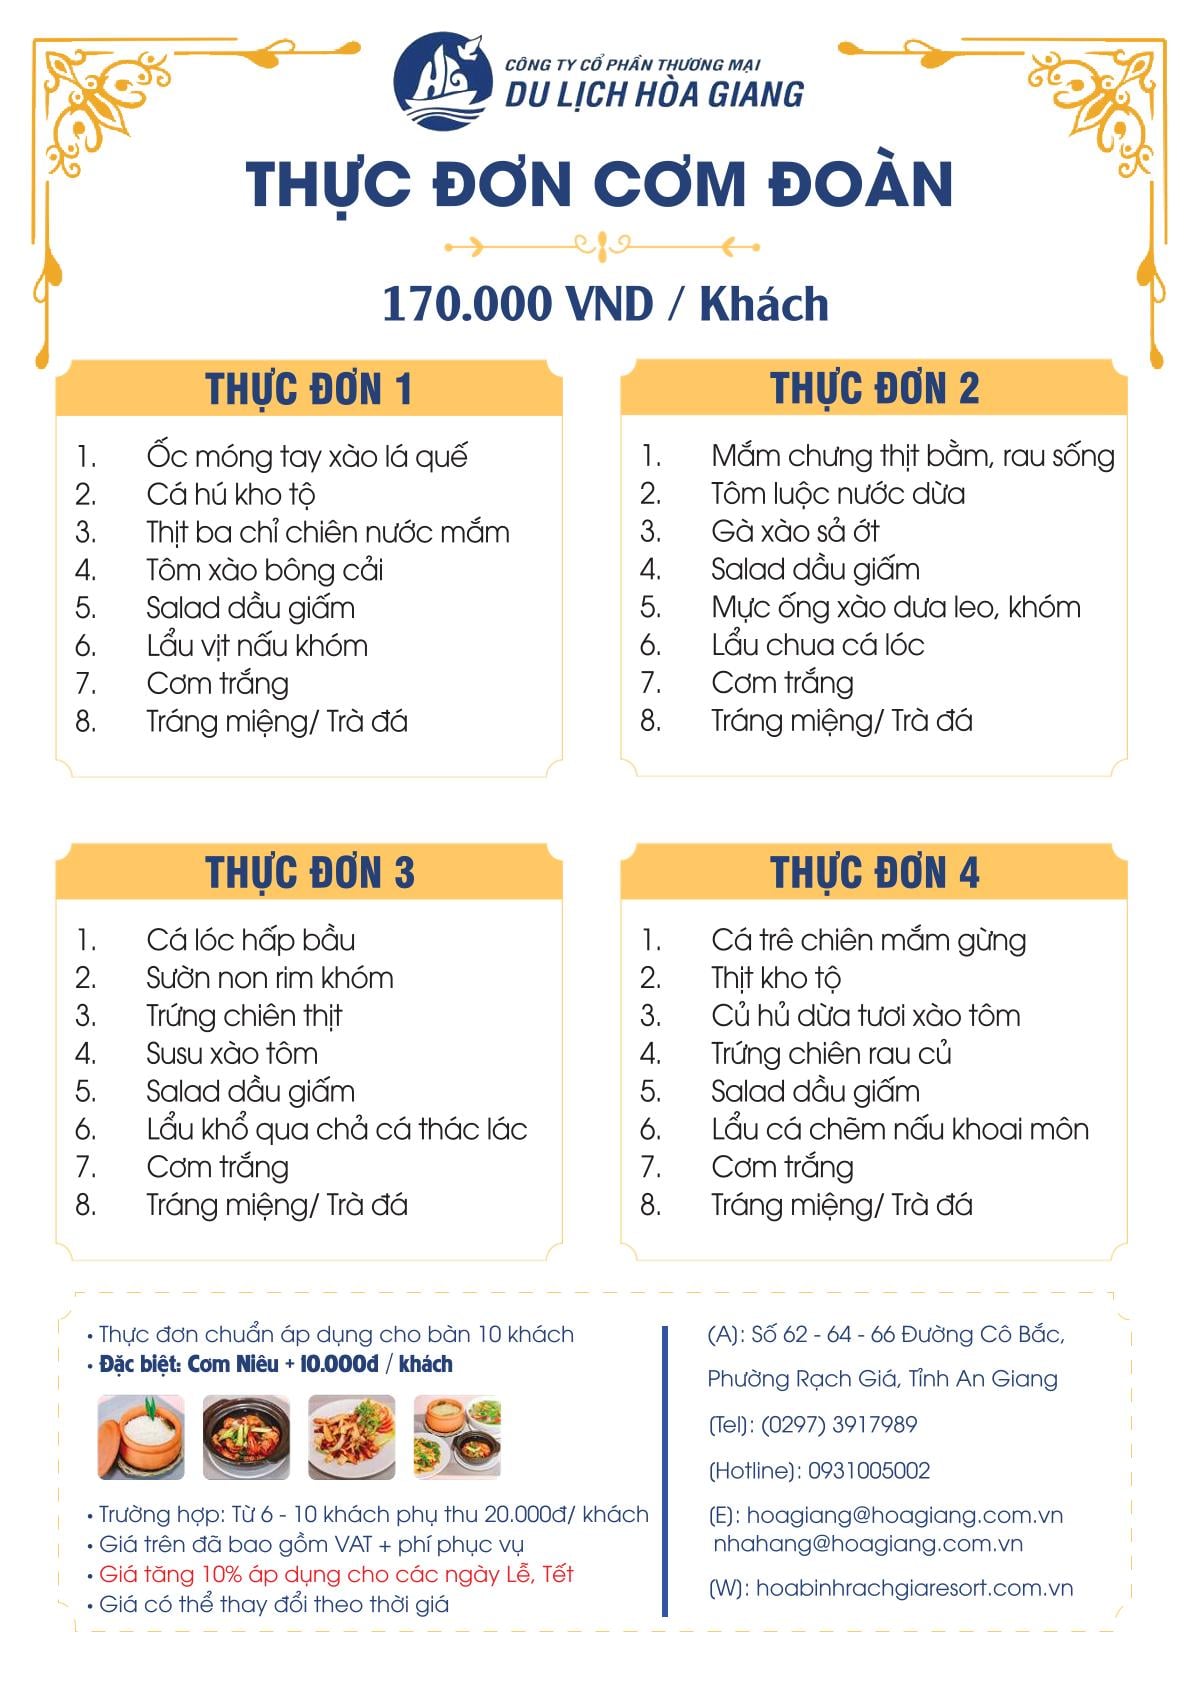 CÔNG TY CỔ PHẦN THƯƠNG MẠI
DU LỊCH HÒA GIANG
THỰC ĐƠN CƠM ĐOÀN
170.000 VND / Khách
THỰC ĐƠN 1
1. Ốc móng tay xào lá quế
2. Cá hú kho tộ
3. Thịt ba chỉ chiên nước mắm
4. Tôm xào bông cải
5. Salad dầu giấm
6. Lẩu vịt nấu khóm
7. Cơm trắng
8. Tráng miệng/ Trà đá
THỰC ĐƠN 2
1. Mắm chưng thịt bằm, rau sống
2. Tôm luộc nước dừa
3. Gà xào sả ớt
4. Salad dầu giấm
5. Mực ống xào dưa leo, khóm
6. Lẩu chua cá lóc
7. Cơm trắng
8. Tráng miệng/ Trà đá
THỰC ĐƠN 3
1. Cá lóc hấp bầu
2. Sườn non rim khóm
3. Trứng chiên thịt
4. Susu xào tôm
5. Salad dầu giấm
6. Lẩu khổ qua chả cá thác lác
7. Cơm trắng
8. Tráng miệng/ Trà đá
THỰC ĐƠN 4
1. Cá trê chiên mắm gừng
2. Thịt kho tộ
3. Củ hủ dừa tươi xào tôm
4. Trứng chiên rau củ
5. Salad dầu giấm
6. Lẩu cá chẽm nấu khoai môn
7. Cơm trắng
8. Tráng miệng/ Trà đá
• Thực đơn chuẩn áp dụng cho bàn 10 khách
• Đặc biệt: Cơm Niêu + 10.000đ / khách
• Trường hợp: Từ 6 - 10 khách phụ thu 20.000đ/ khách
• Giá trên đã bao gồm VAT + phí phục vụ
• Giá tăng 10% áp dụng cho các ngày Lễ, Tết
• Giá có thể thay đổi theo thời giá
(A): Số 62 - 64 - 66 Đường Cô Bắc,
Phường Rạch Giá, Tỉnh An Giang
(Tel): (0297) 3917989
(Hotline): 0931005002
(E): hoagiang@hoagiang.com.vn
nhahang@hoagiang.com.vn
(W): hoabinhrachgiaresort.com.vn